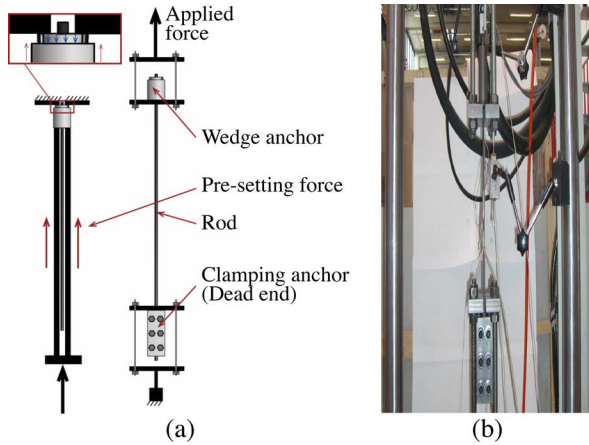 Applied
force
Wedge anchor
Pre-setting force
Rod
Clamping anchor
(Dead end)
(a)
(b)